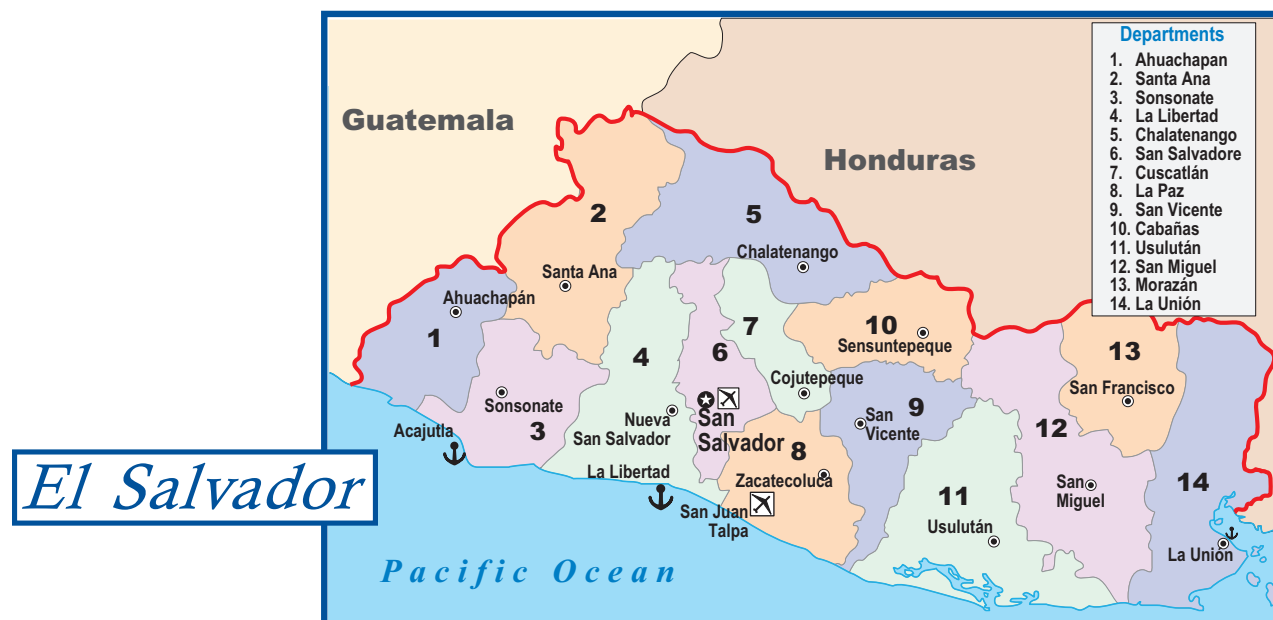 Departments
1. Ahuachapan
2. Santa Ana
3. Sonsonate
4. La Libertad
5. Chalatenango
6. San Salvadore
7. Cuscatlán
8. La Paz
9. San Vicente
10. Cabañas
11. Usulután
12. San Miguel
13. Morazán
14. La Unión
Guatemala
Honduras
2
5
Chalatenango
Santa Ana
Ahuachapán
1
4
6
7
10
Sensuntepeque
13
San Francisco
Cojutepeque
Sonsonate
3
Acajutla
Nueva
San Salvador
San
Salvador
9
San
Vicente
12
8
La Libertad
Zacatecoluca
San Juan
Talpa
11
Usulután
San
Miguel
14
La Unión
El Salvador
Pacific Ocean